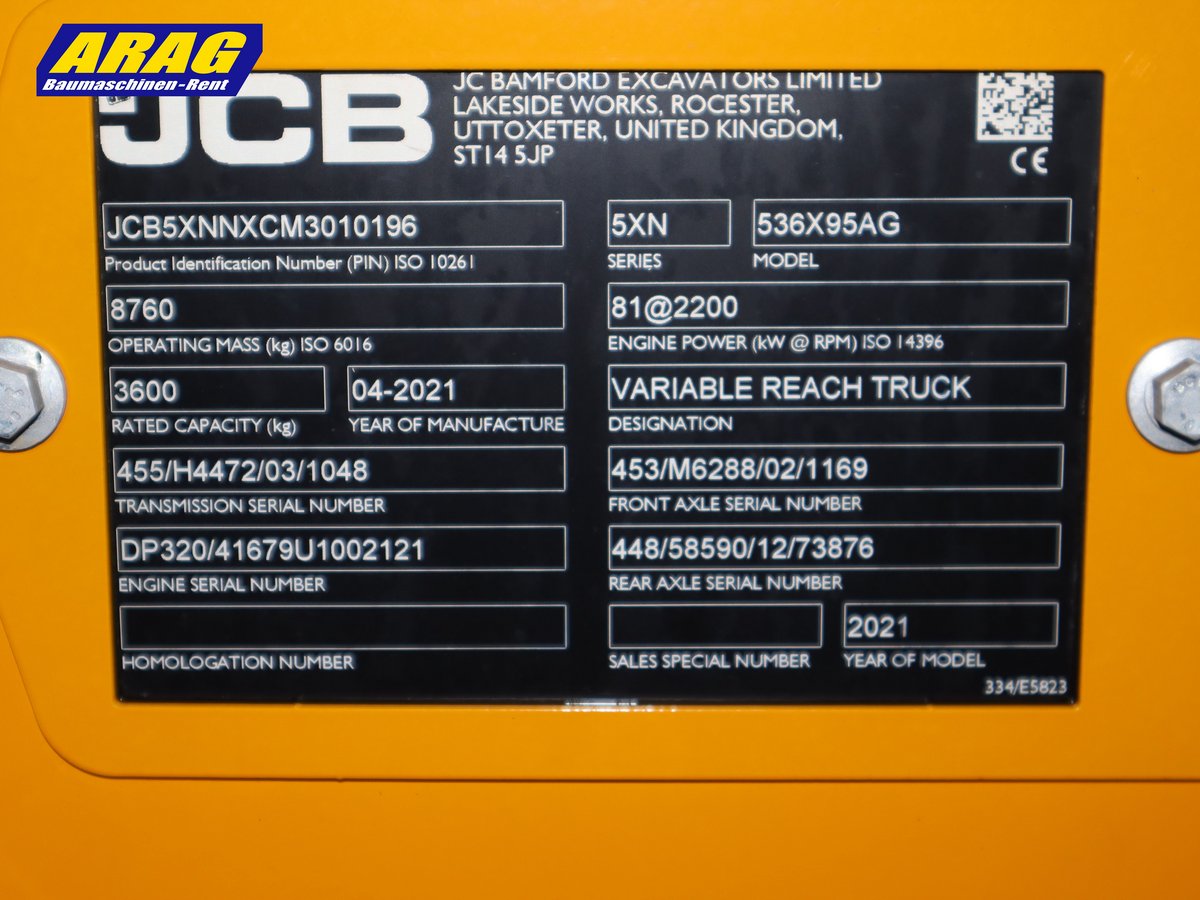 ARAG
Baumaschinen-Rent
JCB
JC BAMFORD EXCAVATORS LIMITED
LAKESIDE WORKS, ROCESTER,
UTTOXETER, UNITED KINGDOM,
ST14 5JP
CE
JCB5XNNXCM3010196
Product Identification Number (PIN) ISO 10261
5XN
SERIES
536X95AG
MODEL
8760
OPERATING MASS (kg) ISO 6016
81@2200
ENGINE POWER (kW @ RPM) ISO 14396
3600
RATED CAPACITY (kg)
04-2021
YEAR OF MANUFACTURE
VARIABLE REACH TRUCK
DESIGNATION
455/H4472/03/1048
TRANSMISSION SERIAL NUMBER
453/M6288/02/1169
FRONT AXLE SERIAL NUMBER
DP320/41679U1002121
ENGINE SERIAL NUMBER
448/58590/12/73876
REAR AXLE SERIAL NUMBER
HOMOLOGATION NUMBER
SALES SPECIAL NUMBER
2021
YEAR OF MODEL
334/E5823